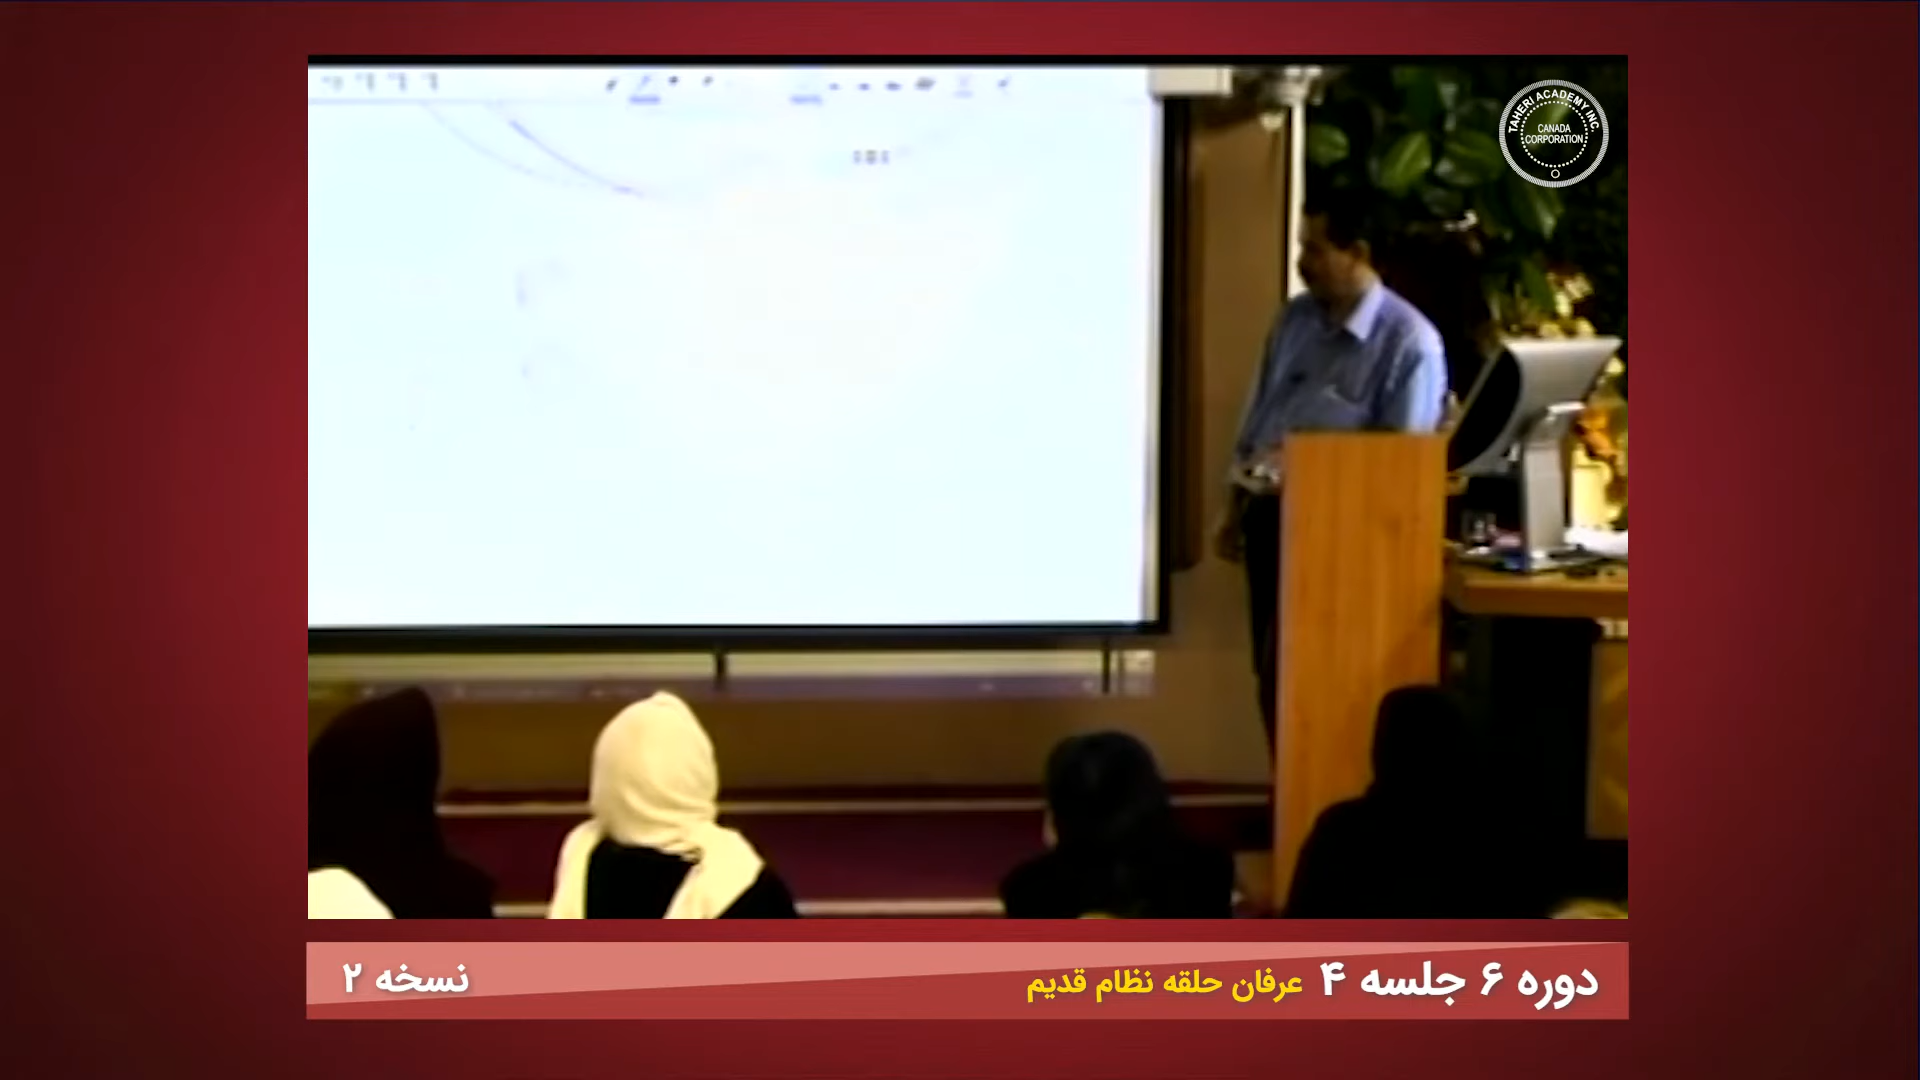 TAHERI ACADEMY INC.
CANADA
CORPORATION
دوره ۶ جلسه ۴ عرفان حلقه نظام قدیم
نسخه ۲